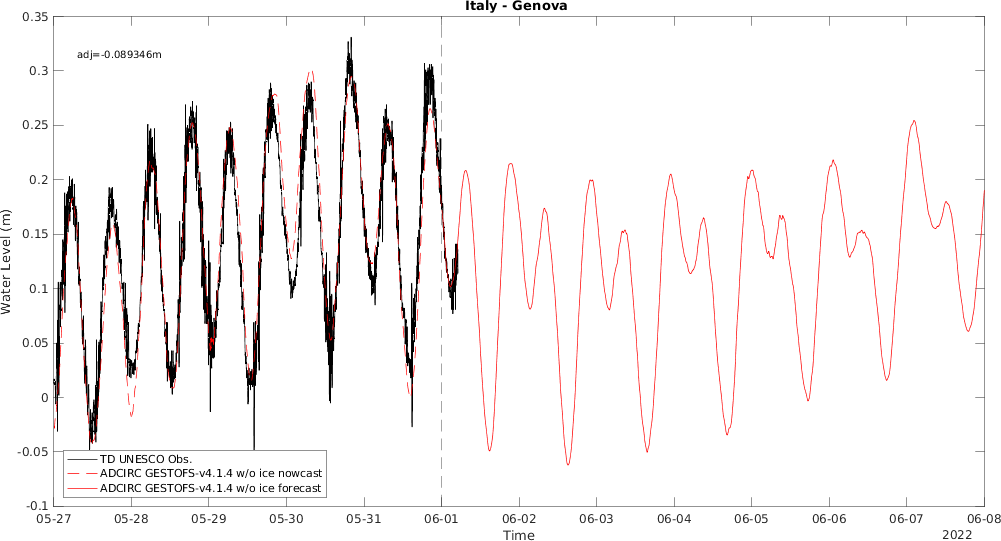 Italy - Genova
adj=-0.089346m
Water Level (m)
0.35
0.3
0.25
0.2
0.15
0.1
0.05
0
-0.05
-0.1
TD UNESCO Obs.
ADCIRC GESTOFS-v4.1.4 w/o ice nowcast
ADCIRC GESTOFS-v4.1.4 w/o ice forecast
05-27 05-28 05-29 05-30 05-31 06-01 06-02 06-03 06-04 06-05 06-06 06-07 06-08
Time
2022